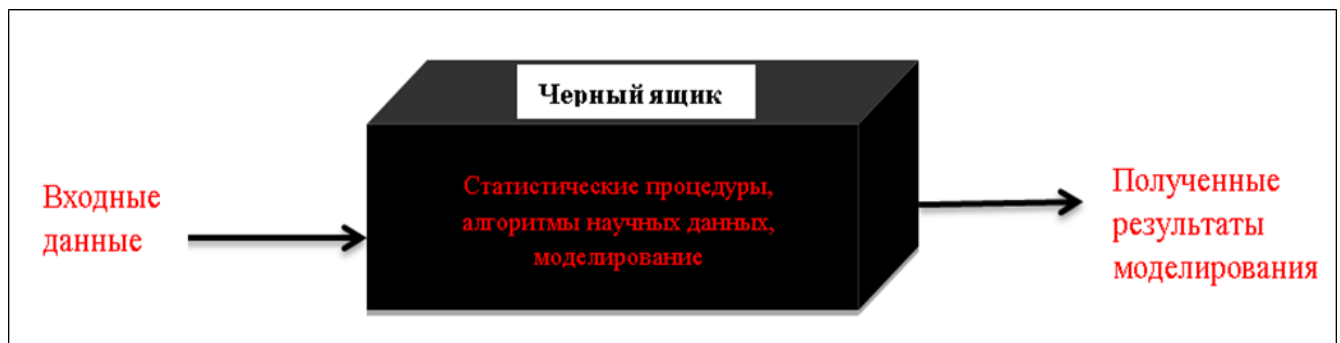 Черный ящик
Входные
данные
Статистические процедуры,
алгоритмы научных данных,
моделирование
Полученные
результаты
моделирования